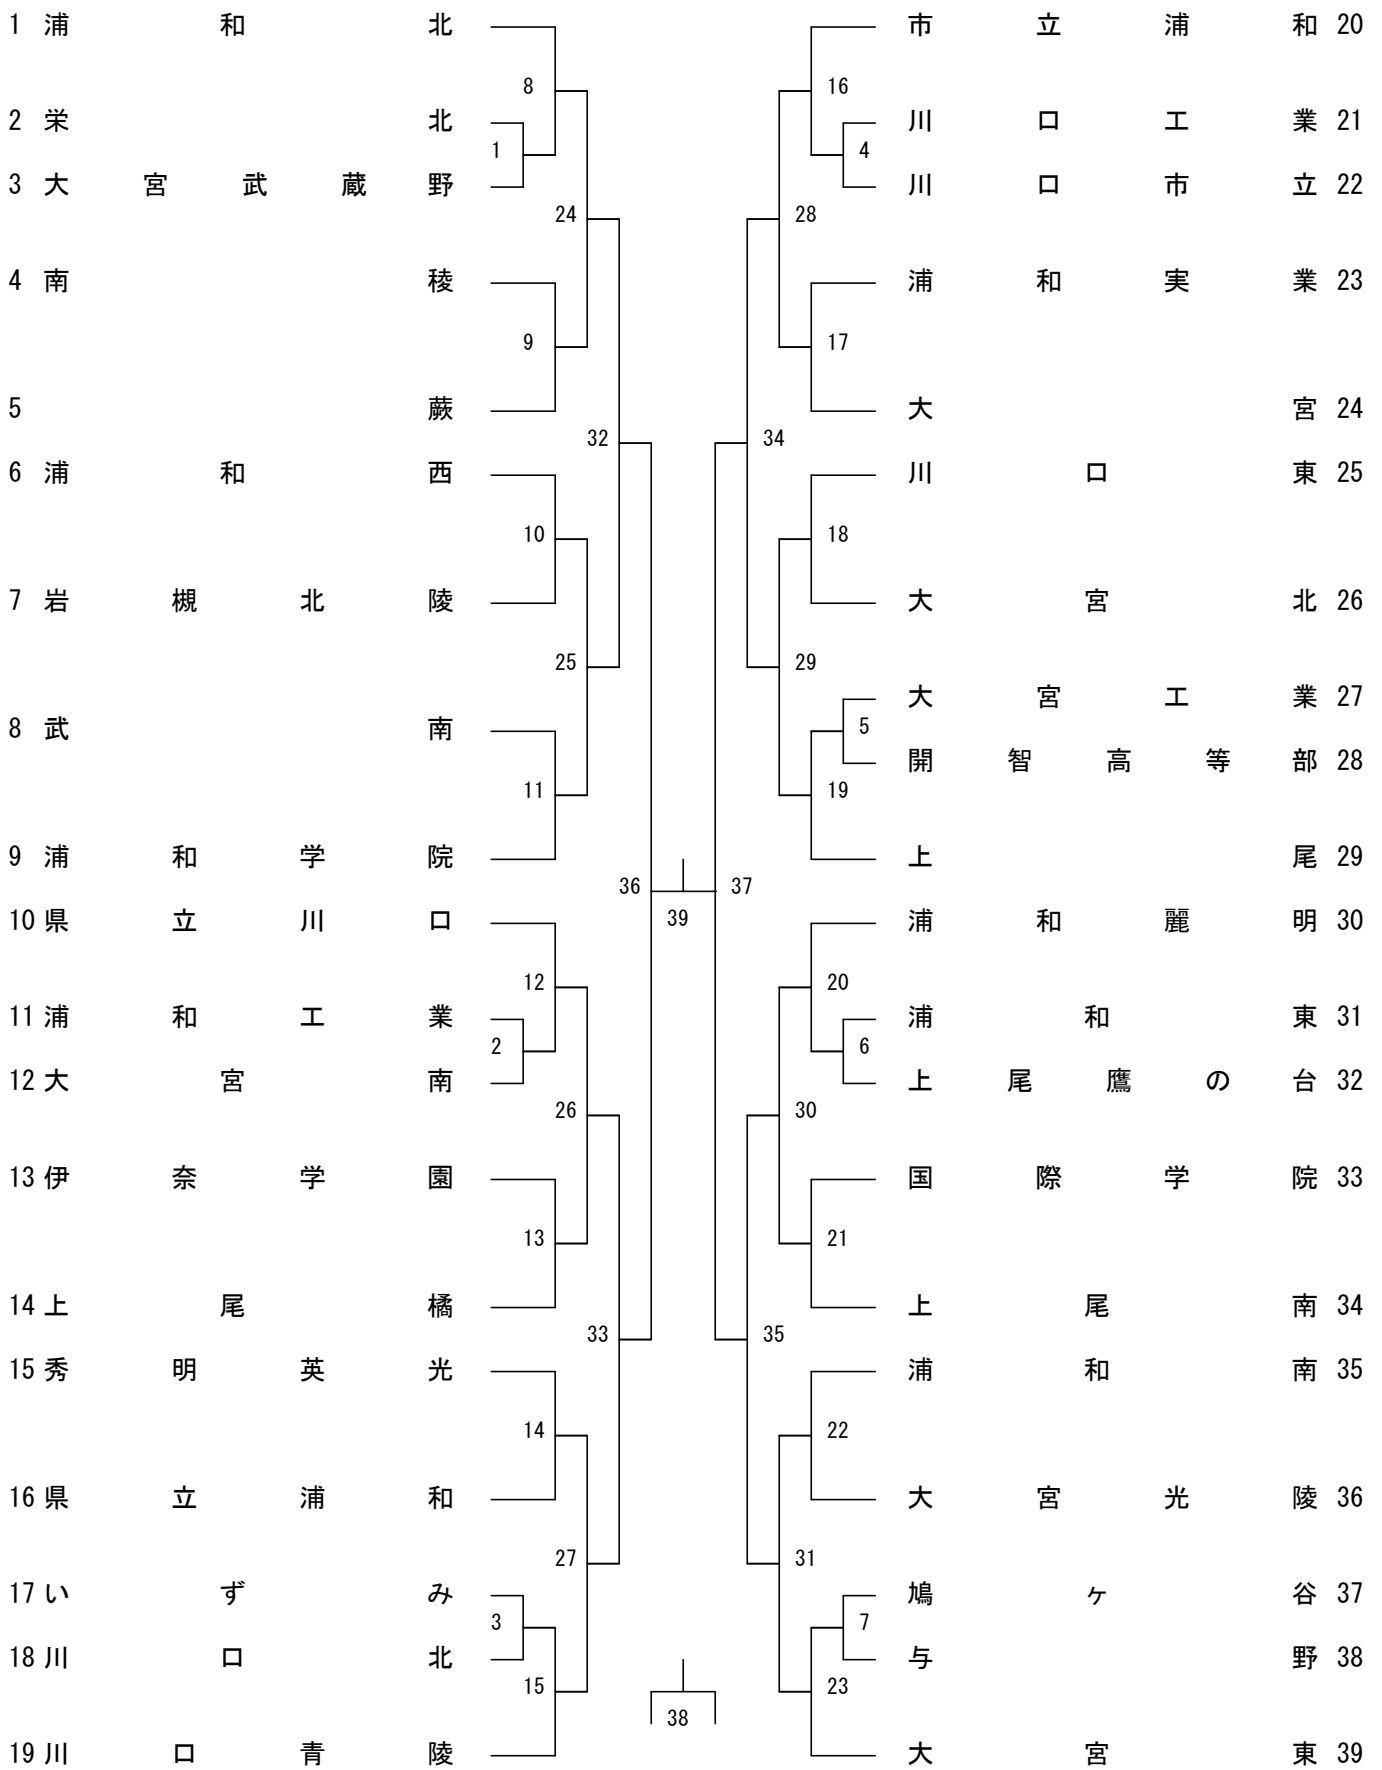 1 浦和北
8
2 栄北
1
3 大宮武蔵野
24
4 南稜
9
5 蕨
32
6 浦和西
10
7 岩槻北陵
25
8 武南
11
9 浦和学院
36
10 県立川口
12
11 浦和工業
2
12 大宮南
26
13 伊奈学園
13
14 上尾橘
33
15 秀明英光
14
16 県立浦和
27
17 いずみ
3
18 川口北
15
19 川口青陵
39
38
市立浦和 20
16
川口工業 21
4
川口市立 22
28
浦和実業 23
17
大宮 24
34
川口東 25
18
大宮北 26
29
大宮工業 27
5
開智高等部 28
19
上尾 29
37
浦和麗明 30
20
浦和東 31
6
上尾鷹の台 32
30
国際学院 33
21
上尾南 34
35
浦和南 35
22
大宮光陵 36
31
鳩ヶ谷 37
7
与野 38
23
大宮東 39